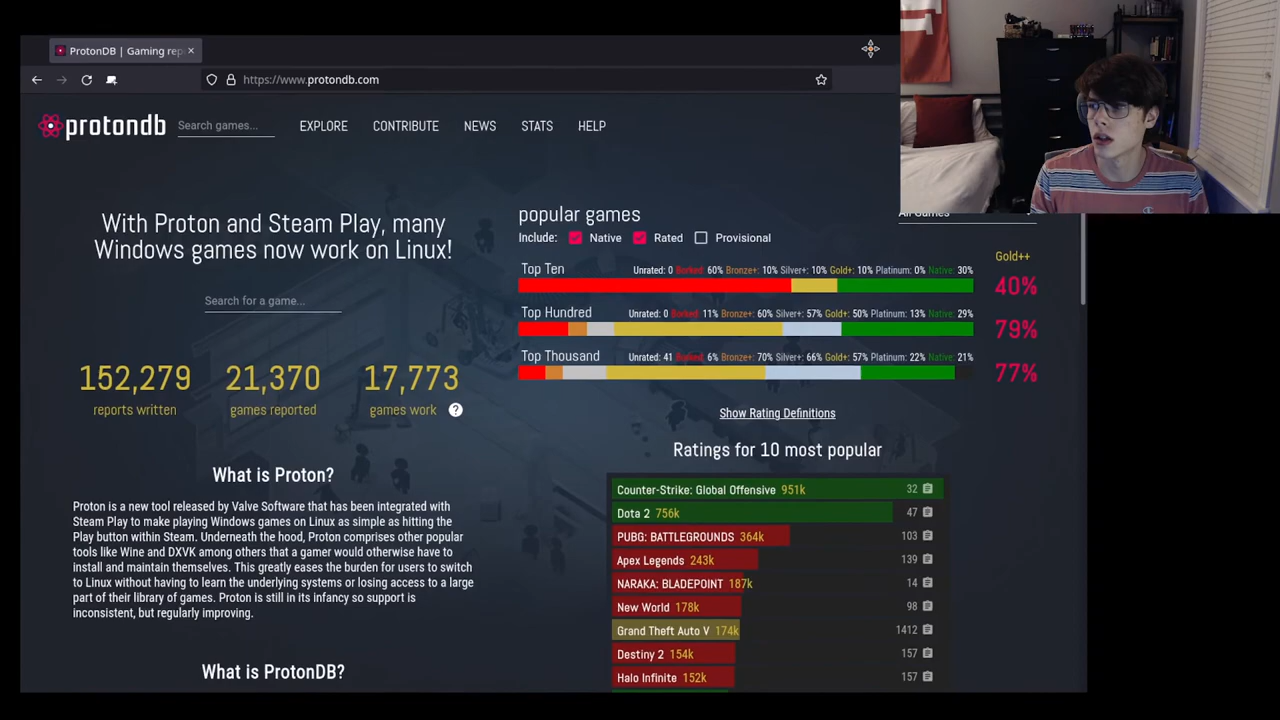 ProtonDB | Gaming rep
https://www.protondb.com
protondb
Search games...
EXPLORE
CONTRIBUTE
NEWS
STATS
HELP
With Proton and Steam Play, many
Windows games now work on Linux!
Search for a game...
152,279
21,370
17,773
reports written
games reported
games work
?
What is Proton?
Proton is a new tool released by Valve Software that has been integrated with
Steam Play to make playing Windows games on Linux as simple as hitting the
Play button within Steam. Underneath the hood, Proton comprises other popular
tools like Wine and DXVK among others that a gamer would otherwise have to
install and maintain themselves. This greatly eases the burden for users to switch
to Linux without having to learn the underlying systems or losing access to a large
part of their library of games. Proton is still in its infancy so support is
inconsistent, but regularly improving.
What is ProtonDB?
popular games
All Games
Include: Native Rated Provisional
Gold++
Top Ten Unrated: 0 Borked: 60% Bronze+: 10% Silver+: 10% Gold+: 10% Platinum: 0% Native: 30%
40%
Top Hundred Unrated: 0 Borked: 11% Bronze+: 60% Silver+: 57% Gold+: 50% Platinum: 13% Native: 29%
79%
Top Thousand Unrated: 41 Borked: 6% Bronze+: 70% Silver+: 66% Gold+: 57% Platinum: 22% Native: 21%
77%
Show Rating Definitions
Ratings for 10 most popular
Counter-Strike: Global Offensive 951k 32
Dota 2 756k 47
PUBG: BATTLEGROUNDS 364k 103
Apex Legends 243k 139
NARAKA: BLADEPOINT 187k 14
New World 178k 98
Grand Theft Auto V 174k 1412
Destiny 2 154k 157
Halo Infinite 152k 157